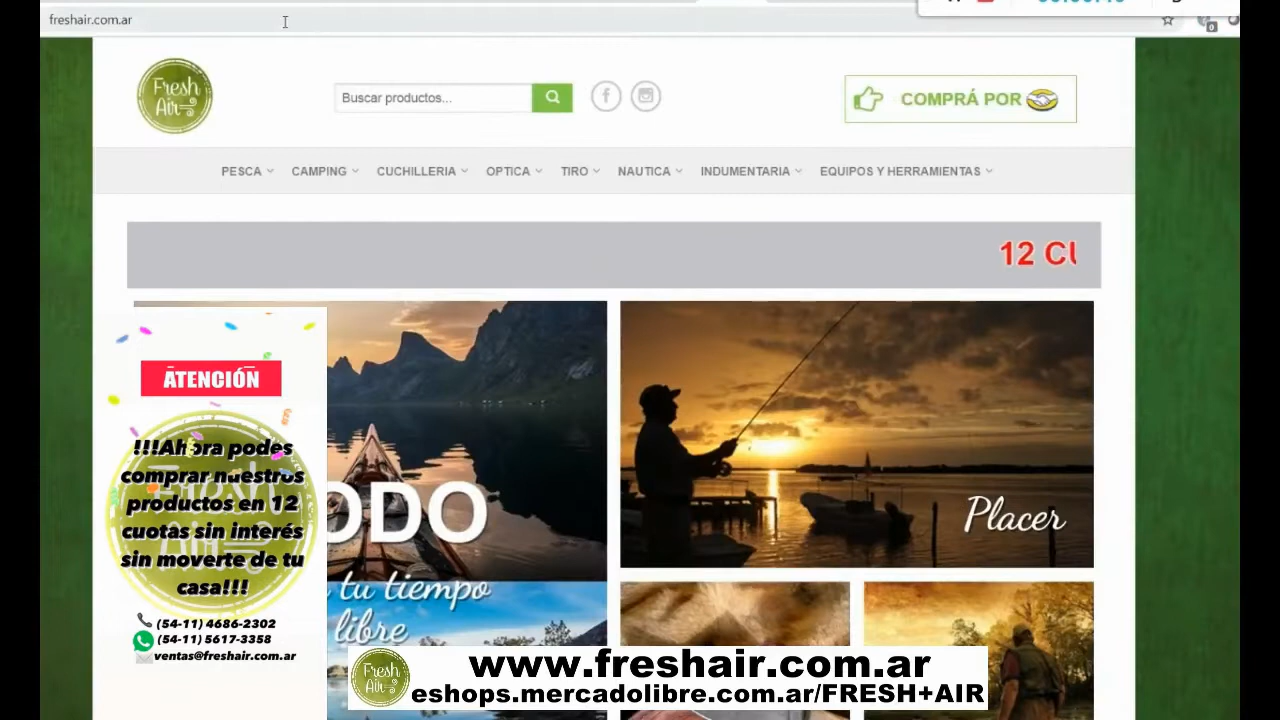 freshair.com.ar
Fresh
Air
Buscar productos...
COMPRÁ POR
PESCA CAMPING CUCHILLERIA OPTICA TIRO NAUTICA INDUMENTARIA EQUIPOS Y HERRAMIENTAS
12 CU
ATENCIÓN
!!!Ahora podes
comprar nuestros
productos en 12
cuotas sin interés
sin moverte de tu
casa!!!
(54-11) 4686-2302
(54-11) 5617-3358
ventas@freshair.com.ar
ODO
tu tiempo
libre
Placer
Fresh
Air
www.freshair.com.ar
eshops.mercadolibre.com.ar/FRESH+AIR